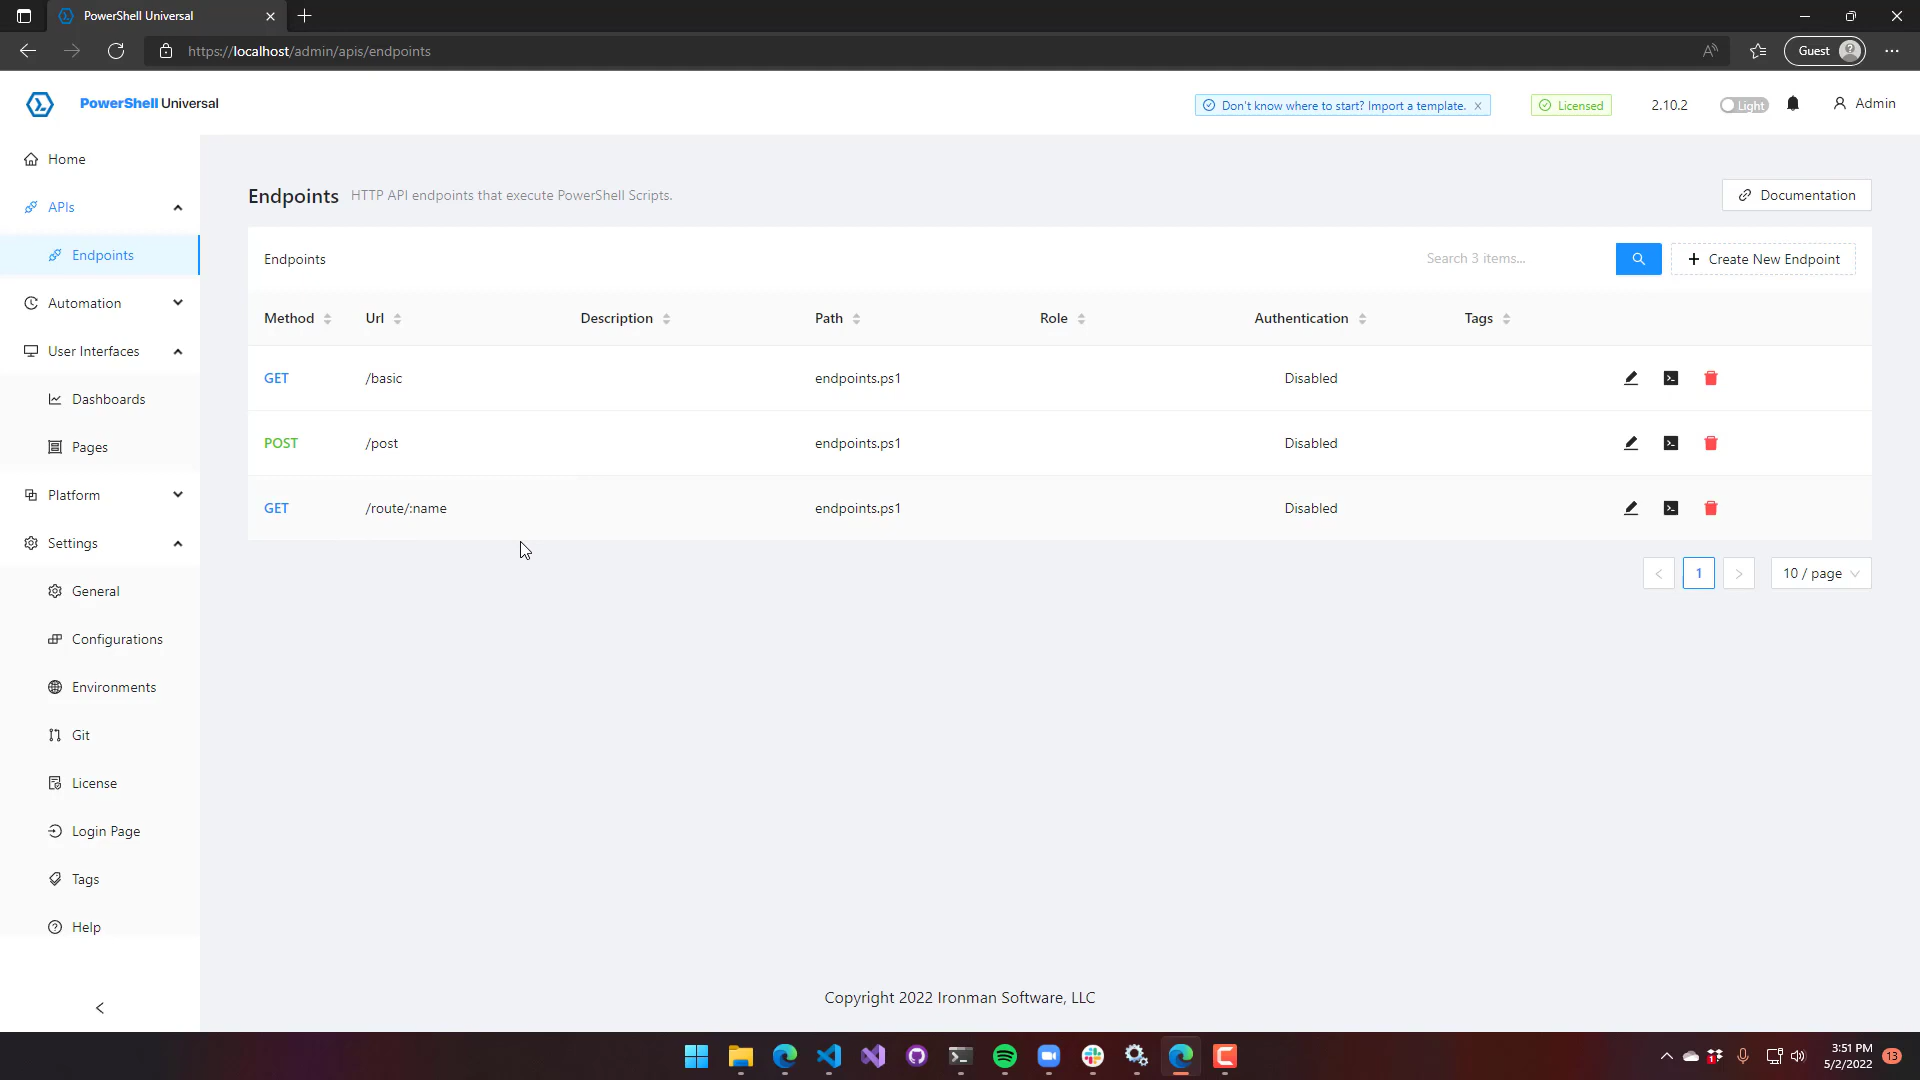 PowerShell Universal
https://localhost/admin/apis/endpoints
Guest
PowerShell Universal
Don't know where to start? Import a template.
Licensed
2.10.2
Light
Admin
Home
APIs
Endpoints
Automation
User Interfaces
Dashboards
Pages
Platform
Settings
General
Configurations
Environments
Git
License
Login Page
Tags
Help
Endpoints HTTP API endpoints that execute PowerShell Scripts.
Documentation
Endpoints
Search 3 items...
Create New Endpoint
Method Url Description Path Role Authentication Tags
GET /basic endpoints.ps1 Disabled
POST /post endpoints.ps1 Disabled
GET /route/:name endpoints.ps1 Disabled
< 1 > 10 / page
Copyright 2022 Ironman Software, LLC
3:51 PM
5/2/2022
13